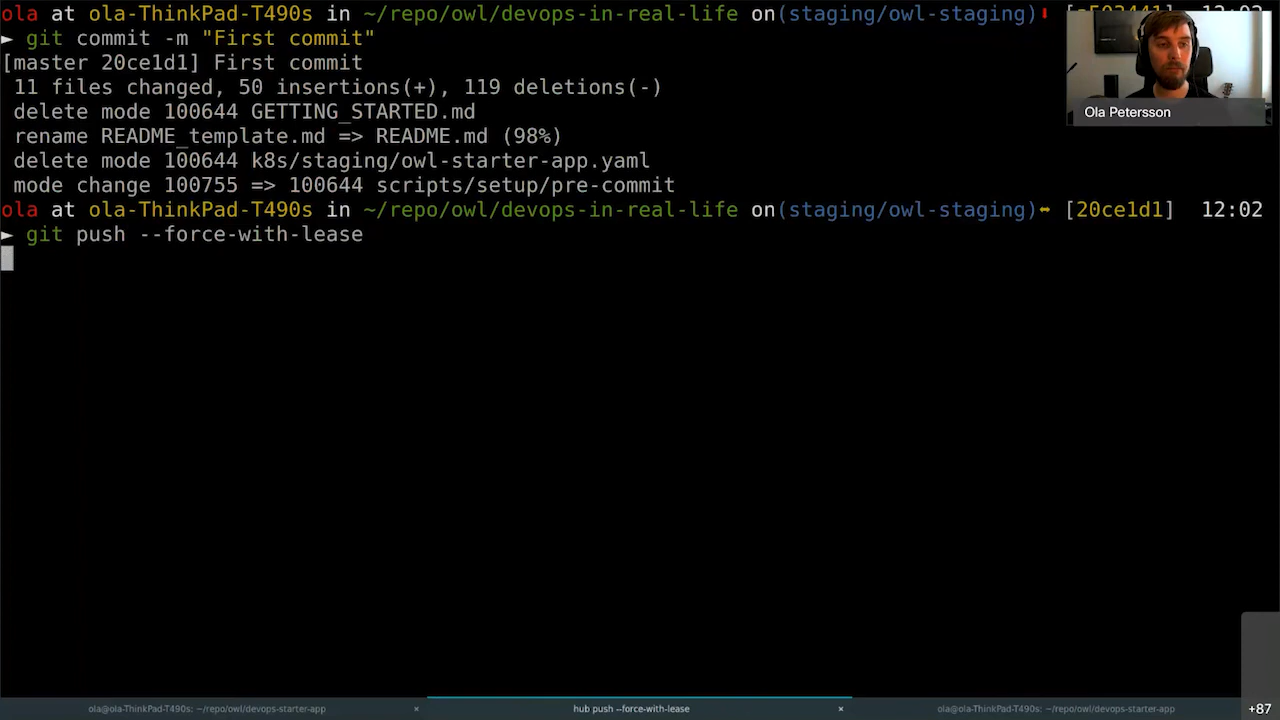 ola at ola-ThinkPad-T490s in ~/repo/owl/devops-in-real-life on(staging/owl-staging)
► git commit -m "First commit"
[master 20ce1d1] First commit
 11 files changed, 50 insertions(+), 119 deletions(-)
 delete mode 100644 GETTING_STARTED.md
 rename README_template.md => README.md (98%)
 delete mode 100644 k8s/staging/owl-starter-app.yaml
 mode change 100755 => 100644 scripts/setup/pre-commit
ola at ola-ThinkPad-T490s in ~/repo/owl/devops-in-real-life on(staging/owl-staging) [20ce1d1] 12:02
► git push --force-with-lease
Ola Petersson
ola@ola-ThinkPad-T490s: ~/repo/owl/devops-starter-app ×
hub push --force-with-lease ×
ola@ola-ThinkPad-T490s: ~/repo/owl/devops-starter-app
+87